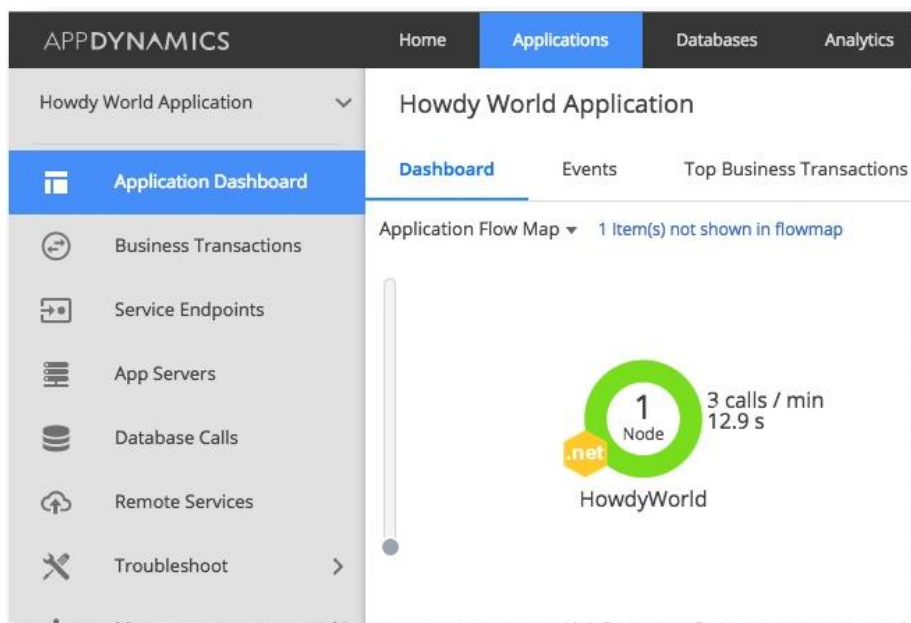 APPDYNAMICS
Home Applications Databases Analytics
Howdy World Application
Howdy World Application
Dashboard Events Top Business Transactions
Application Flow Map 1 Item(s) not shown in flowmap
Application Dashboard
Business Transactions
Service Endpoints
App Servers
Database Calls
Remote Services
Troubleshoot
1
Node
3 calls / min
12.9 s
.net
HowdyWorld